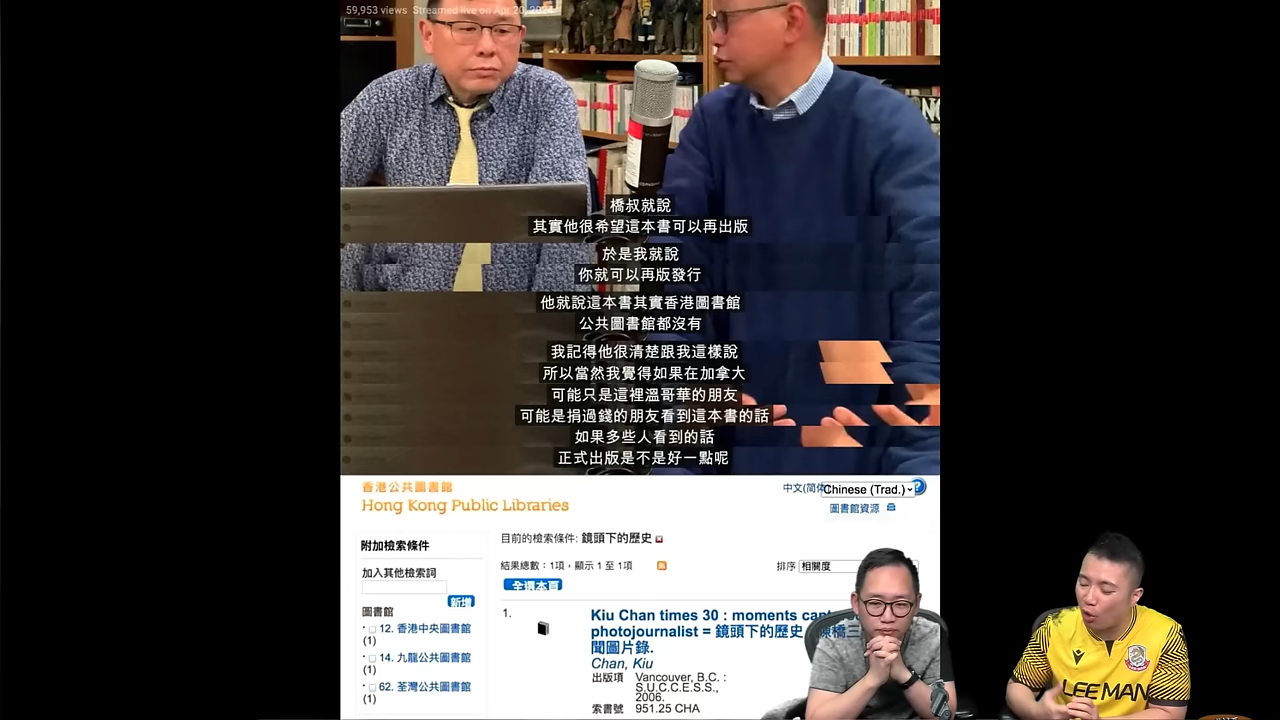 59,953 views Streamed live on Apr 20, 2024
橋叔就說
其實他很希望這本書可以再出版
於是我就說
你就可以再版發行
他就說這本書其實香港圖書館
公共圖書館都沒有
我記得他很清楚跟我這樣說
所以當然我覺得如果在加拿大
可能只是這裡溫哥華的朋友
可能是捐過錢的朋友看到這本書的話
如果多些人看到的話
正式出版是不是好一點呢
香港公共圖書館
Hong Kong Public Libraries
中文(简体
Chinese (Trad.)
?
圖書館資源
附加檢索條件
加入其他檢索詞
新增
圖書館
12. 香港中央圖書館
(1)
14. 九龍公共圖書館
(1)
62. 荃灣公共圖書館
(1)
目前的檢索條件: 鏡頭下的歷史
結果總數：1項，顯示 1 至 1項
排序 相關度
全選本頁
1.
Kiu Chan times 30 : moments
photojournalist = 鏡頭下的歷史
聞圖片錄.
Chan, Kiu
出版項 Vancouver, B.C. :
S.U.C.C.E.S.S.,
2006.
索書號 951.25 CHA
LEE MAN